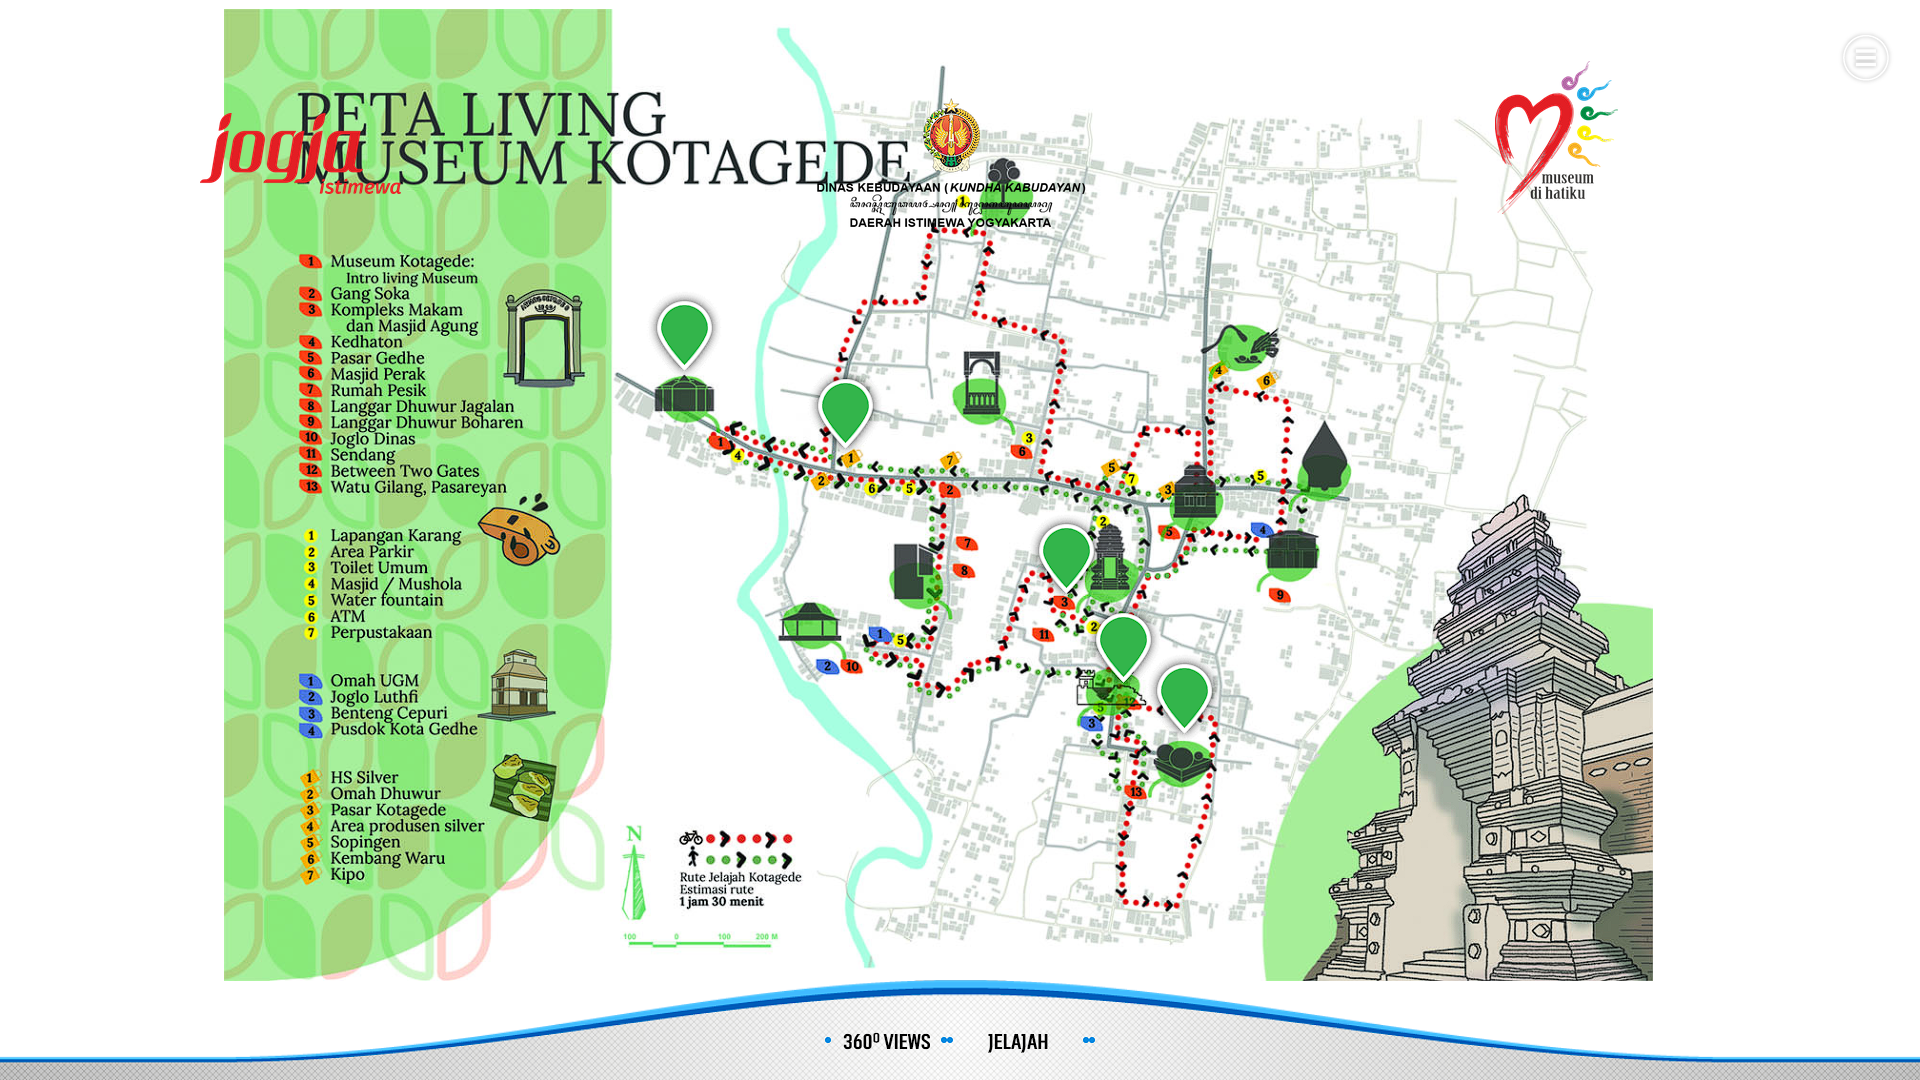 PETA LIVING
MUSEUM KOTAGEDE
jogja
Istimewa
DINAS KEBUDAYAAN (KUNDHA KABUDAYAN)
DAERAH ISTIMEWA YOGYAKARTA
museum
di hatiku
1 Museum Kotagede:
Intro living Museum
2 Gang Soka
3 Kompleks Makam
dan Masjid Agung
4 Kedhaton
5 Pasar Gedhe
6 Masjid Perak
7 Rumah Pesik
8 Langgar Dhuwur Jagalan
9 Langgar Dhuwur Boharen
10 Joglo Dinas
11 Sendang
12 Between Two Gates
13 Watu Gilang, Pasareyan
1 Lapangan Karang
2 Area Parkir
3 Toilet Umum
4 Masjid / Mushola
5 Water fountain
6 ATM
7 Perpustakaan
1 Omah UGM
2 Joglo Luthfi
3 Benteng Cepuri
4 Pusdok Kota Gedhe
1 HS Silver
2 Omah Dhuwur
3 Pasar Kotagede
4 Area produsen silver
5 Sopingen
6 Kembang Waru
7 Kipo
N
Rute Jelajah Kotagede
Estimasi rute
1 jam 30 menit
100 0 100 200 M
360⁰ VIEWS
JELAJAH